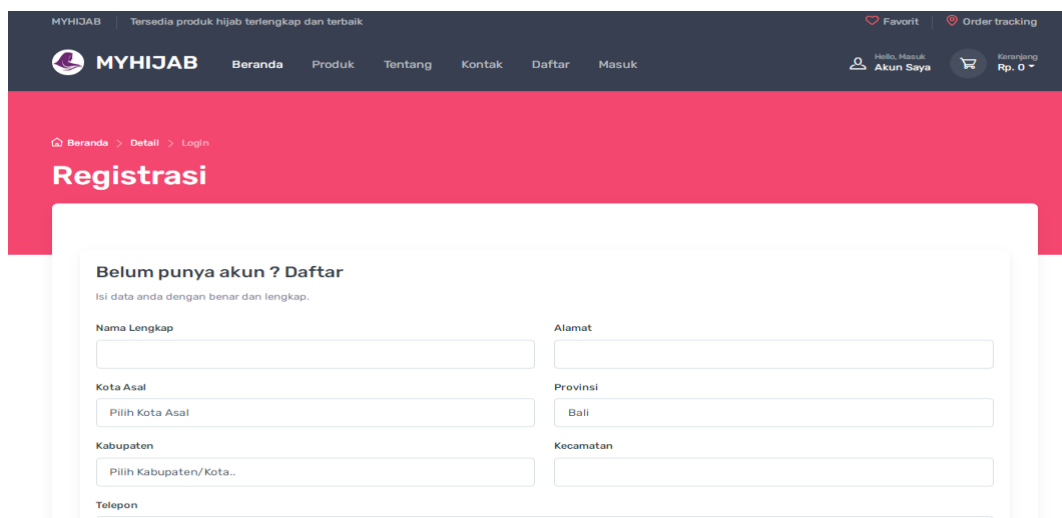 MYHIJAB Tersedia produk hijab terlengkap dan terbaik Favorit Order tracking
MYHIJAB Beranda Produk Tentang Kontak Daftar Masuk Hello, Masuk Akun Saya Keranjang Rp. 0
Beranda > Detail > Login
Registrasi
Belum punya akun ? Daftar
Isi data anda dengan benar dan lengkap.
Nama Lengkap Alamat
Kota Asal Provinsi
Pilih Kota Asal Bali
Kabupaten Kecamatan
Pilih Kabupaten/Kota..
Telepon